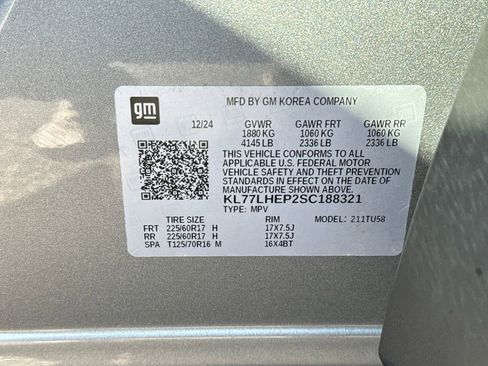 gm
MFD BY GM KOREA COMPANY
12/24 GVWR GAWR FRT GAWR RR
1880 KG 1060 KG 1060 KG
4145 LB 2336 LB 2336 LB
THIS VEHICLE CONFORMS TO ALL
APPLICABLE U.S. FEDERAL MOTOR
VEHICLE SAFETY AND THEFT PREVENTION
STANDARDS IN EFFECT ON THE DATE OF
MANUFACTURE SHOWN ABOVE.
KL77LHEP2SC188321
TYPE: MPV MODEL: 211TU58
TIRE SIZE RIM
FRT 225/60R17 H 17X7.5J
RR 225/60R17 H 17X7.5J
SPA T125/70R16 M 16X4BT